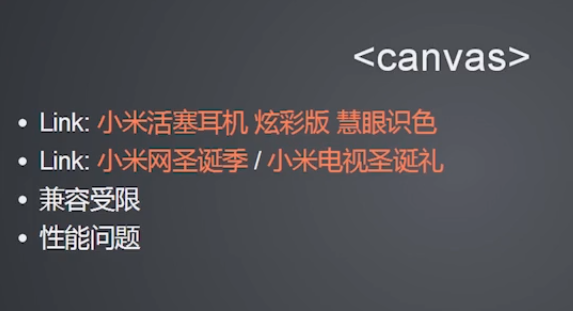 <canvas>
• Link: 小米活塞耳机 炫彩版 慧眼识色
• Link: 小米网圣诞季 / 小米电视圣诞礼
• 兼容受限
• 性能问题